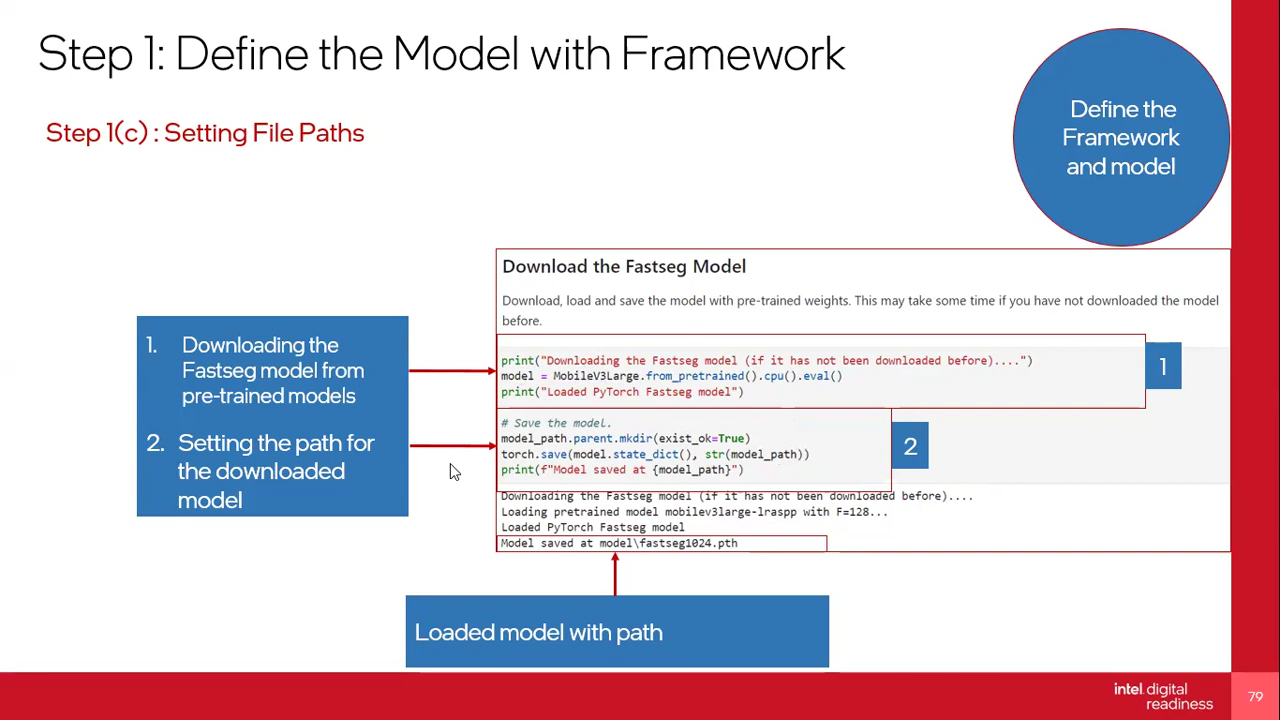 Step 1: Define the Model with Framework
Step 1(c) : Setting File Paths
Define the
Framework
and model
Download the Fastseg Model
Download, load and save the model with pre-trained weights. This may take some time if you have not downloaded the model
before.
1. Downloading the
Fastseg model from
pre-trained models
2. Setting the path for
the downloaded
model
print("Downloading the Fastseg model (if it has not been downloaded before)....")
model = MobileV3Large.from_pretrained().cpu().eval()
print("Loaded PyTorch Fastseg model")
1
# Save the model.
model_path.parent.mkdir(exist_ok=True)
torch.save(model.state_dict(), str(model_path))
print(f"Model saved at {model_path}")
2
Downloading the Fastseg model (if it has not been downloaded before)....
Loading pretrained model mobilev3large-lraspp with F=128...
Loaded PyTorch Fastseg model
Model saved at model\fastseg1024.pth
Loaded model with path
intel. digital
readiness
79